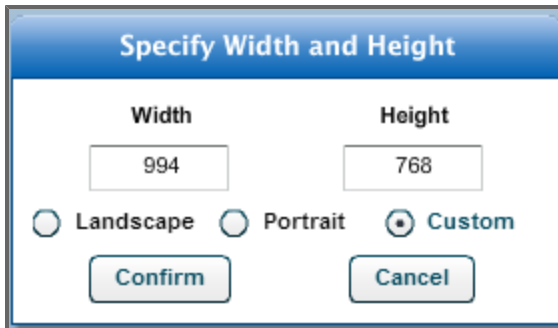 Specify Width and Height
Width Height
994 768
Landscape Portrait Custom
Confirm Cancel